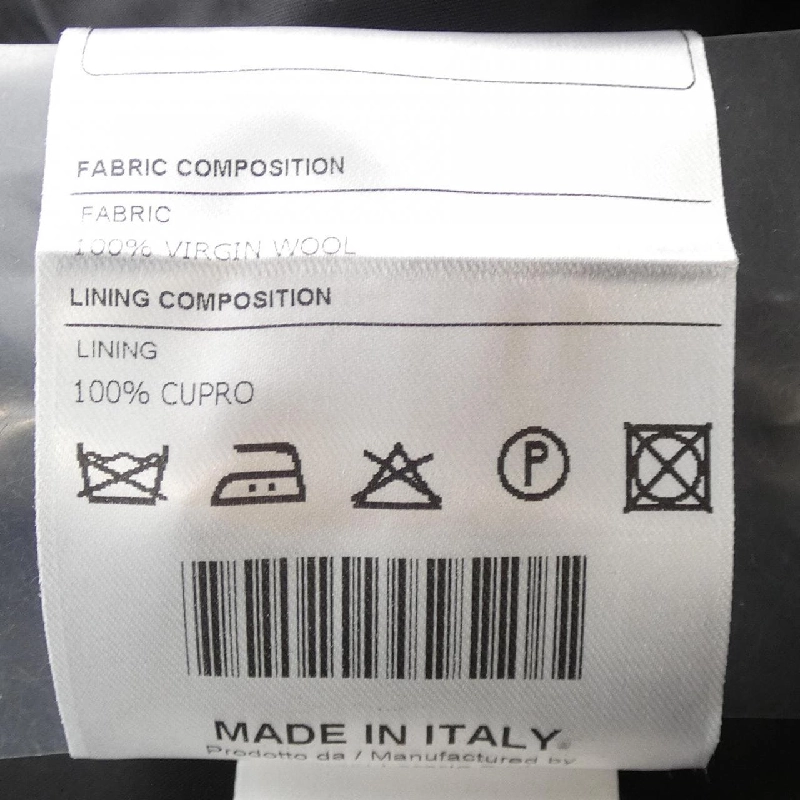 FABRIC COMPOSITION
FABRIC
100% VIRGIN WOOL
LINING COMPOSITION
LINING
100% CUPRO
P
MADE IN ITALY
Prodotto da / Manufactured by